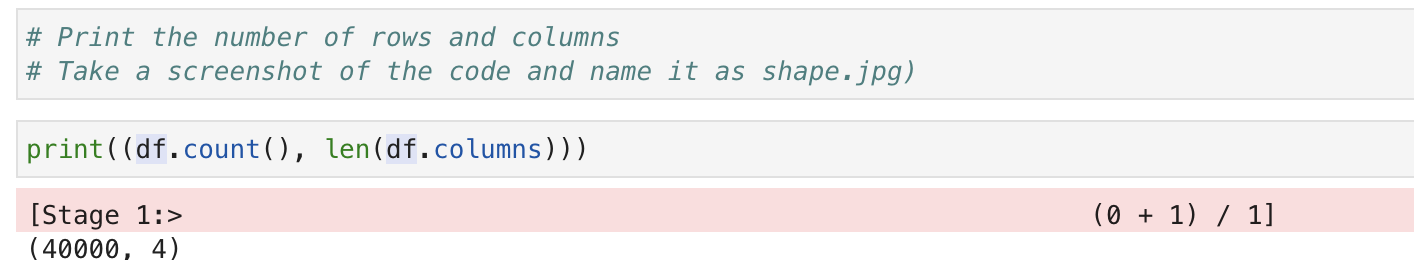 # Print the number of rows and columns
# Take a screenshot of the code and name it as shape.jpg)
print((df.count(), len(df.columns)))
[Stage 1:> (0 + 1) / 1]
(40000, 4)